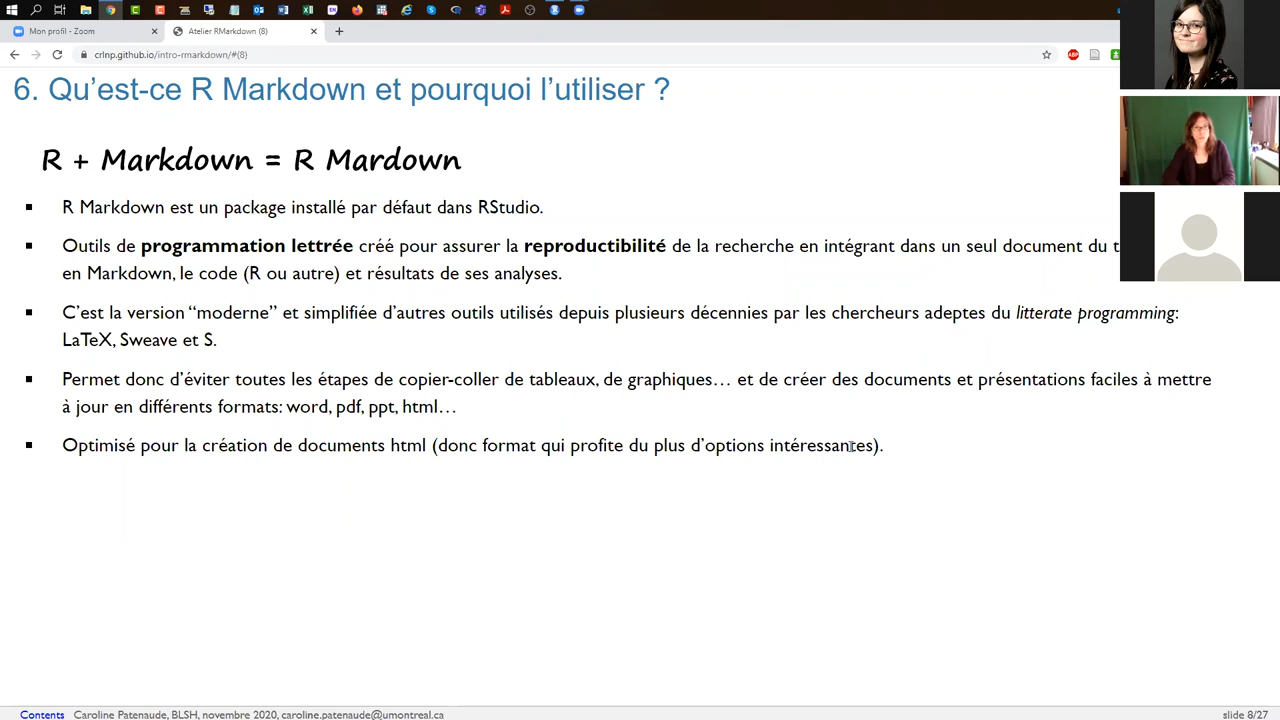 Mon profil - Zoom
Atelier RMarkdown (8)
crlnp.github.io/intro-rmarkdown/#(8)
ABP
6. Qu’est-ce R Markdown et pourquoi l’utiliser ?
R + Markdown = R Mardown
R Markdown est un package installé par défaut dans RStudio.
Outils de programmation lettrée créé pour assurer la reproductibilité de la recherche en intégrant dans un seul document du
en Markdown, le code (R ou autre) et résultats de ses analyses.
C’est la version “moderne” et simplifiée d’autres outils utilisés depuis plusieurs décennies par les chercheurs adeptes du litterate programming:
LaTeX, Sweave et S.
Permet donc d’éviter toutes les étapes de copier-coller de tableaux, de graphiques… et de créer des documents et présentations faciles à mettre
à jour en différents formats: word, pdf, ppt, html…
Optimisé pour la création de documents html (donc format qui profite du plus d’options intéressantes).
Contents Caroline Patenaude, BLSH, novembre 2020, caroline.patenaude@umontreal.ca
slide 8/27